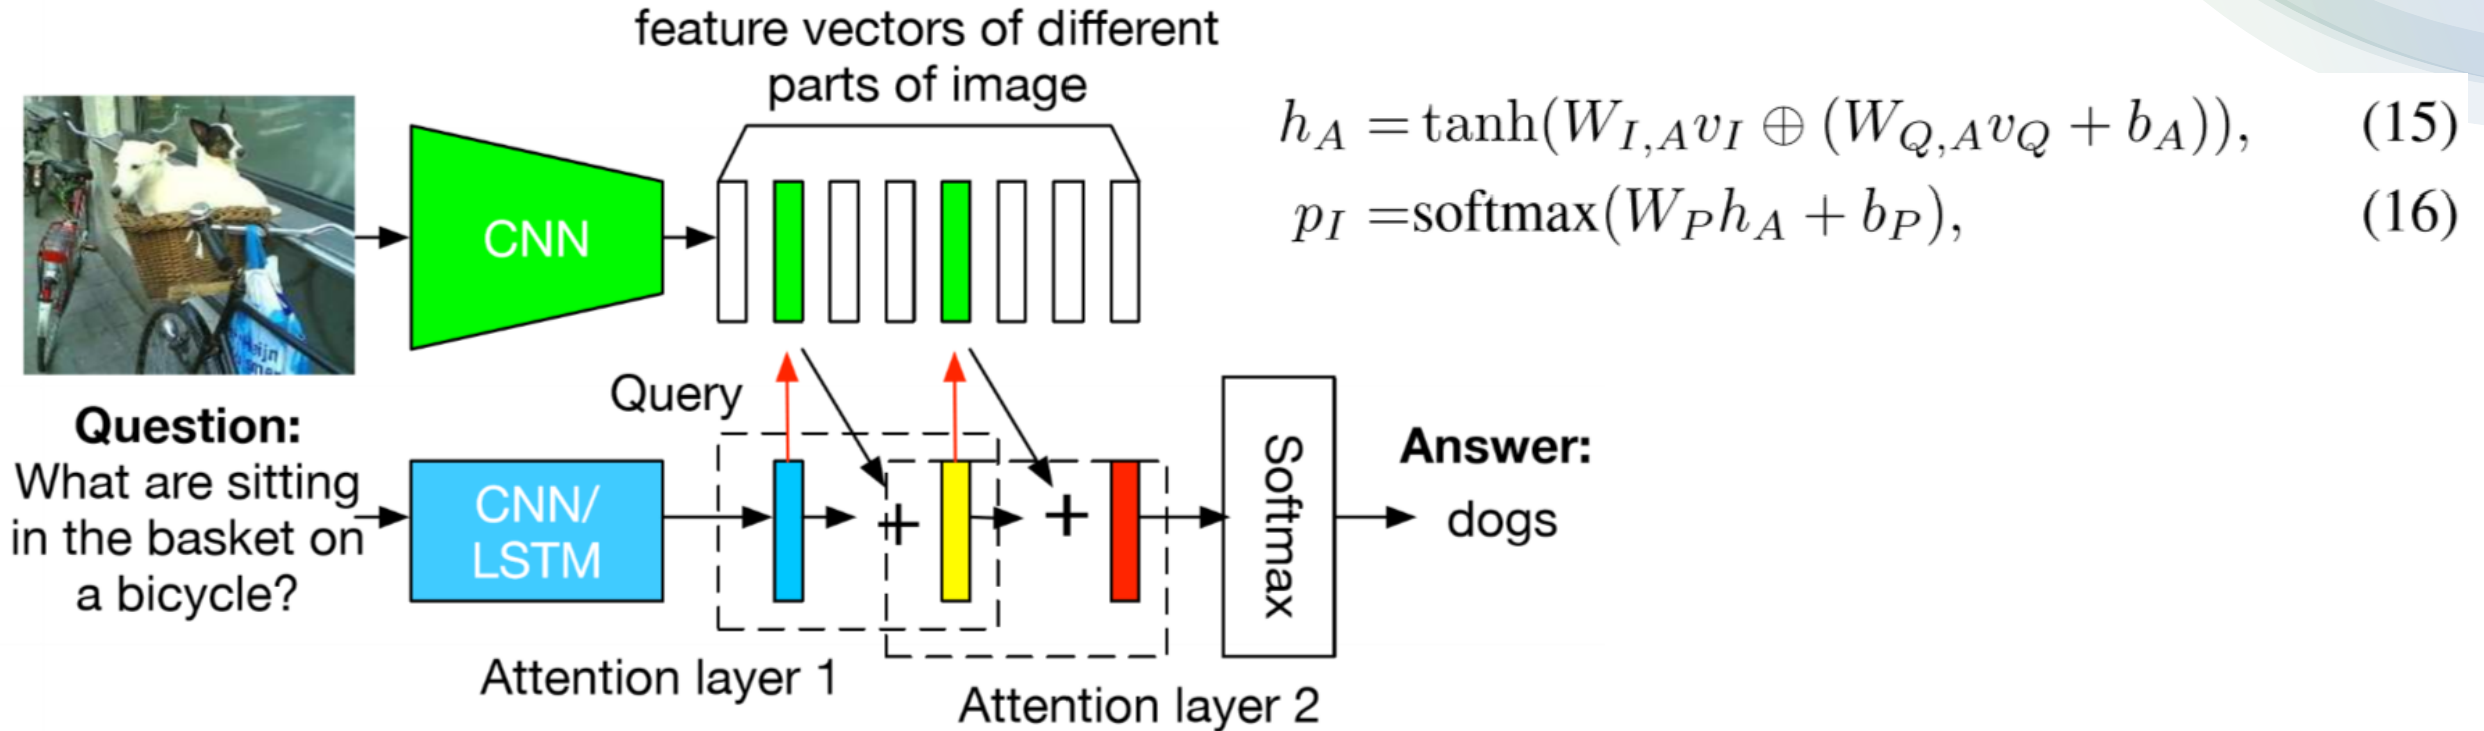 feature vectors of different
parts of image
h_A = tanh(W_{I,A} v_I ⊕ (W_{Q,A} v_Q + b_A)), (15)
p_I = softmax(W_P h_A + b_P), (16)
CNN
Query
Question:
What are sitting
in the basket on
a bicycle?
CNN/
LSTM
+
+
Softmax
Answer:
dogs
Attention layer 1
Attention layer 2